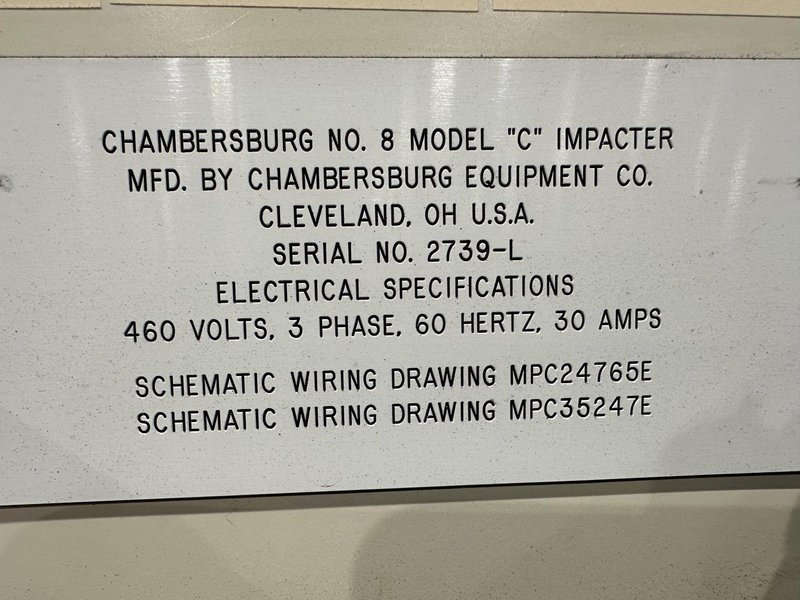 CHAMBERSBURG NO. 8 MODEL "C" IMPACTER
MFD. BY CHAMBERSBURG EQUIPMENT CO.
CLEVELAND, OH U.S.A.
SERIAL NO. 2739-L
ELECTRICAL SPECIFICATIONS
460 VOLTS, 3 PHASE, 60 HERTZ, 30 AMPS
SCHEMATIC WIRING DRAWING MPC24765E
SCHEMATIC WIRING DRAWING MPC35247E